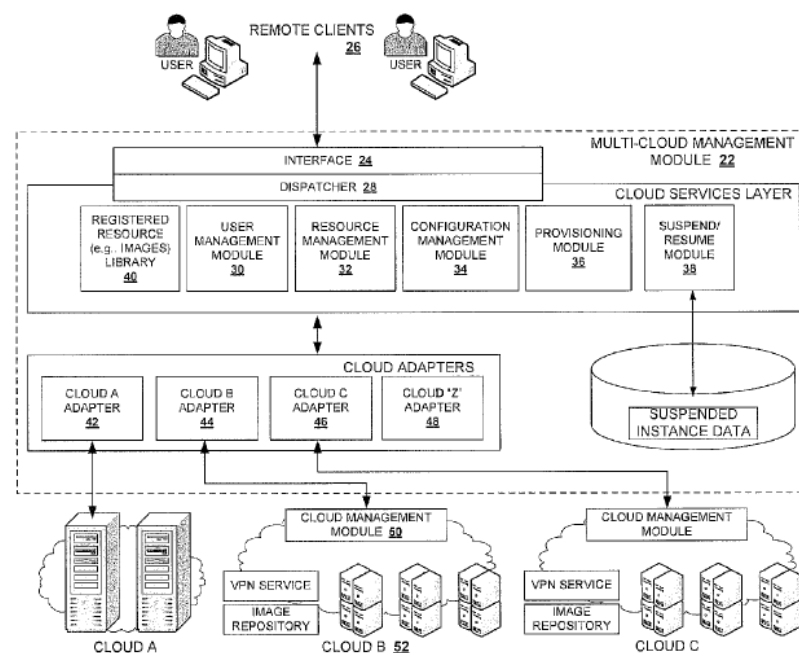 REMOTE CLIENTS
26
USER
USER
MULTI-CLOUD MANAGEMENT
MODULE 22
INTERFACE 24
DISPATCHER 28
CLOUD SERVICES LAYER
REGISTERED
RESOURCE
(e.g., IMAGES)
LIBRARY
40
USER
MANAGEMENT
MODULE
30
RESOURCE
MANAGEMENT
MODULE
32
CONFIGURATION
MANAGEMENT
MODULE
34
PROVISIONING
MODULE
36
SUSPEND/
RESUME
MODULE
38
CLOUD ADAPTERS
CLOUD A
ADAPTER
42
CLOUD B
ADAPTER
44
CLOUD C
ADAPTER
46
CLOUD "Z"
ADAPTER
48
SUSPENDED
INSTANCE DATA
CLOUD MANAGEMENT
MODULE 50
CLOUD MANAGEMENT
MODULE
VPN SERVICE
IMAGE
REPOSITORY
VPN SERVICE
IMAGE
REPOSITORY
CLOUD A
CLOUD B 52
CLOUD C